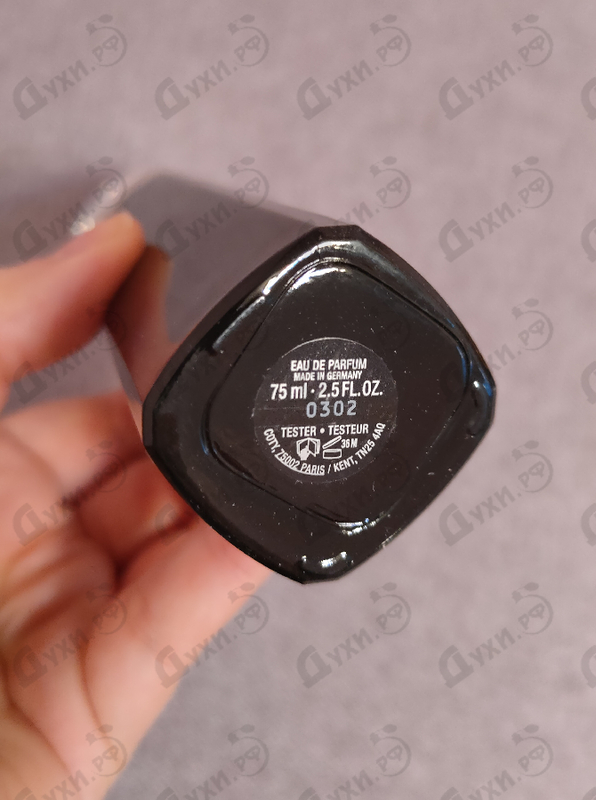 EAU DE PARFUM
MADE IN GERMANY
75 ml · 2.5 FL.OZ.
0302
TESTER • TESTEUR
36 M
COTY, 75002 PARIS / KENT, TN25 4AQ
Духи.рф